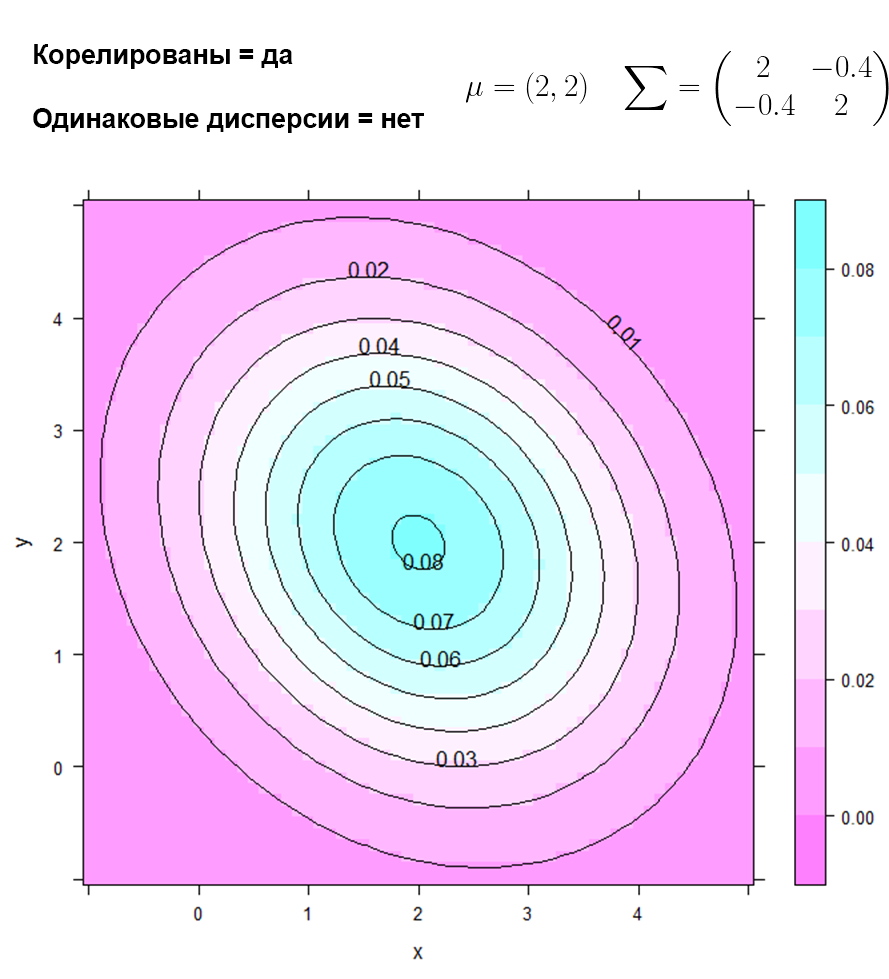 Корелированы = да
Одинаковые дисперсии = нет
μ = (2, 2) ∑ = ( 2 −0.4
−0.4 2 )
0.02
0.01
0.04
0.05
0.08
0.07
0.06
0.03
4
3
2
1
0
y
0 1 2 3 4
x
0.08
0.06
0.04
0.02
0.00